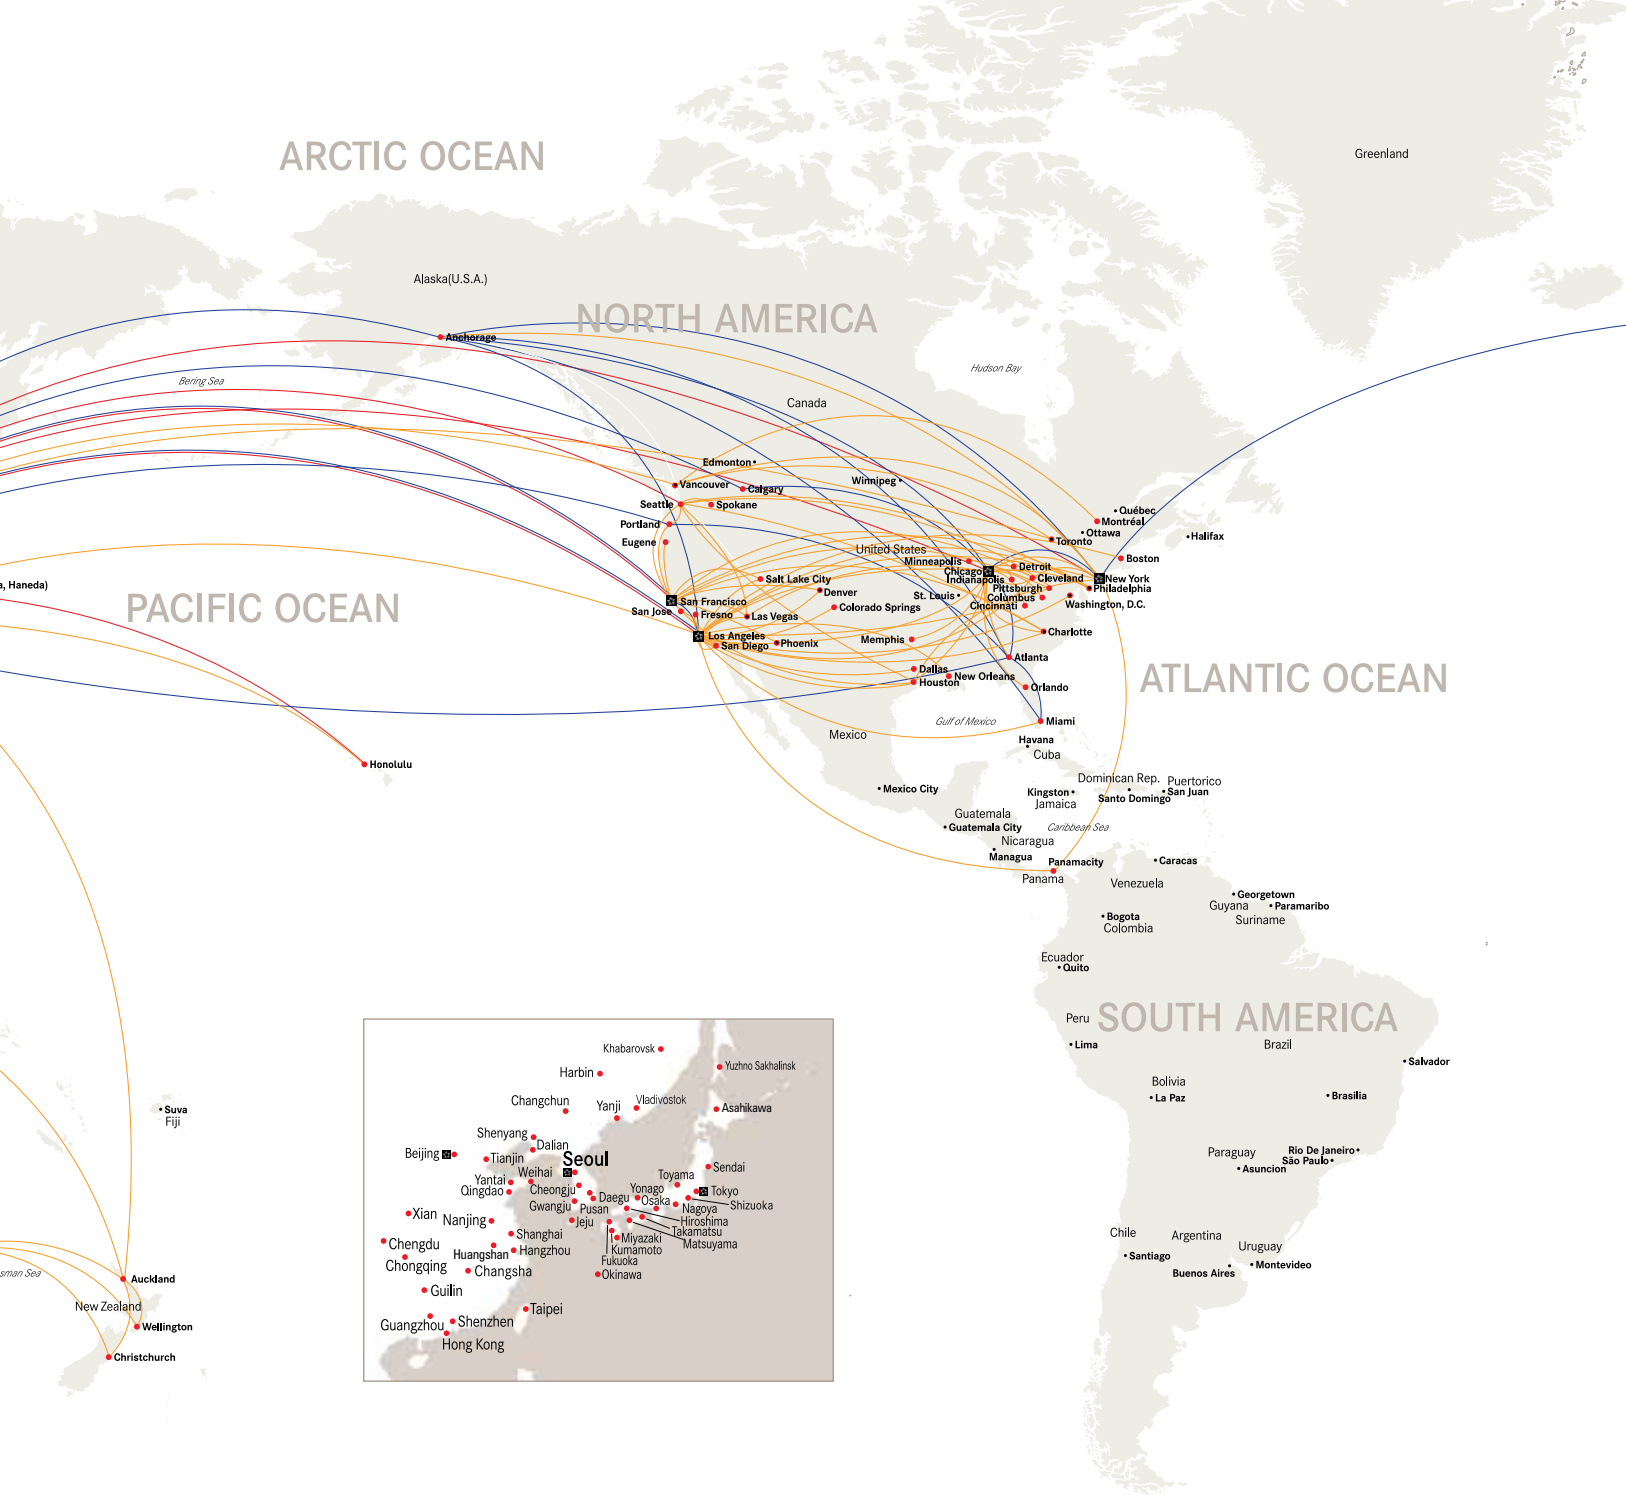 ARCTIC OCEAN
Greenland
Alaska(U.S.A.)
NORTH AMERICA
Anchorage
Hudson Bay
Bering Sea
Canada
Edmonton
Winnipeg
Vancouver
Calgary
Seattle
Spokane
Québec
Montréal
Portland
Ottawa
Halifax
Eugene
Toronto
United States
Minneapolis
Boston
Chicago
Detroit
Indianapolis
Cleveland
New York
Salt Lake City
Pittsburgh
Philadelphia
a, Haneda)
Denver
St. Louis
Columbus
Washington, D.C.
PACIFIC OCEAN
San Francisco
Colorado Springs
Cincinnati
San Jose
Fresno
Las Vegas
Los Angeles
Charlotte
San Diego
Phoenix
Memphis
Atlanta
Dallas
New Orleans
Houston
Orlando
ATLANTIC OCEAN
Gulf of Mexico
Miami
Mexico
Havana
Cuba
Honolulu
Dominican Rep.
Puertorico
Mexico City
Kingston
Santo Domingo
San Juan
Jamaica
Guatemala
Guatemala City
Caribbean Sea
Nicaragua
Managua
Panamacity
Caracas
Panama
Venezuela
Georgetown
Guyana
Paramaribo
Bogota
Suriname
Colombia
Ecuador
Quito
Peru
SOUTH AMERICA
Lima
Brazil
Salvador
Bolivia
La Paz
Brasilia
Suva
Fiji
Paraguay
Rio De Janeiro
São Paulo
Asuncion
Chile
Argentina
Uruguay
Santiago
Montevideo
Buenos Aires
sman Sea
Auckland
New Zealand
Wellington
Christchurch
Khabarovsk
Yuzhno Sakhalinsk
Harbin
Changchun
Yanji
Vladivostok
Asahikawa
Shenyang
Dalian
Beijing
Tianjin
Seoul
Weihai
Sendai
Toyama
Yantai
Cheongju
Yonago
Tokyo
Qingdao
Daegu
Osaka
Gwangju
Pusan
Nagoya
Shizuoka
Xian
Nanjing
Jeju
Hiroshima
Takamatsu
Shanghai
Miyazaki
Matsuyama
Chengdu
Huangshan
Hangzhou
Kumamoto
Fukuoka
Chongqing
Changsha
Okinawa
Guilin
Taipei
Guangzhou
Shenzhen
Hong Kong